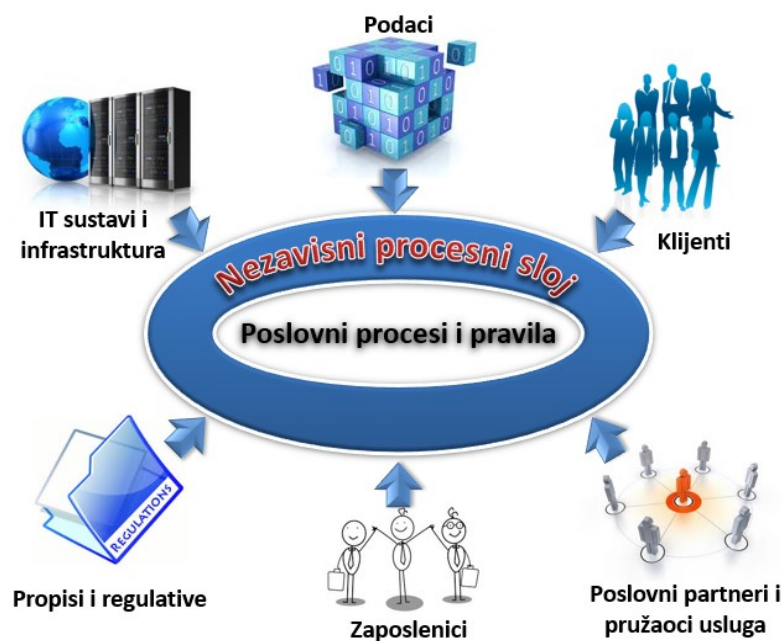 Podaci
IT sustavi i
infrastruktura
Klijenti
Nezavisni procesni sloj
Poslovni procesi i pravila
REGULATIONS
Propisi i regulative
Zaposlenici
Poslovni partneri i
pružaoci usluga